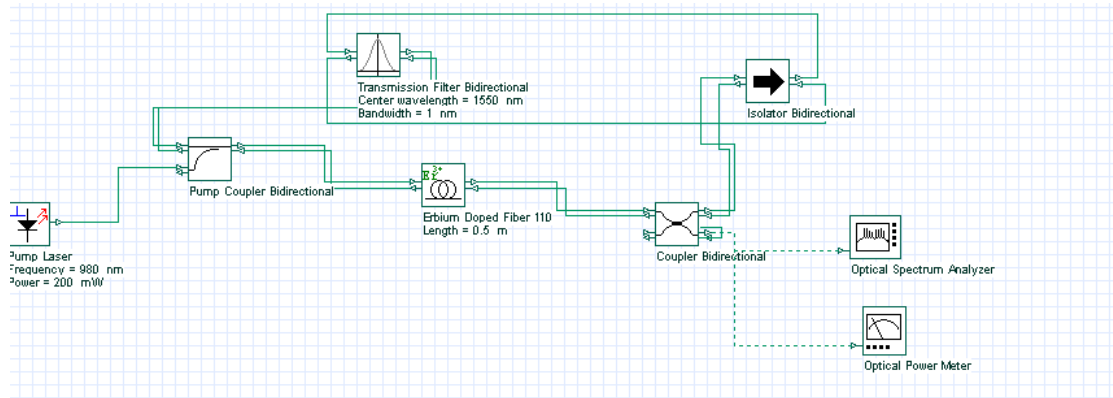 Transmission Filter Bidirectional
Center wavelength = 1550 nm
Bandwidth = 1 nm
Isolator Bidirectional
Pump Coupler Bidirectional
Erbium Doped Fiber 110
Length = 0.5 m
Pump Laser
Frequency = 980 nm
Power = 200 mW
Coupler Bidirectional
Optical Spectrum Analyzer
Optical Power Meter